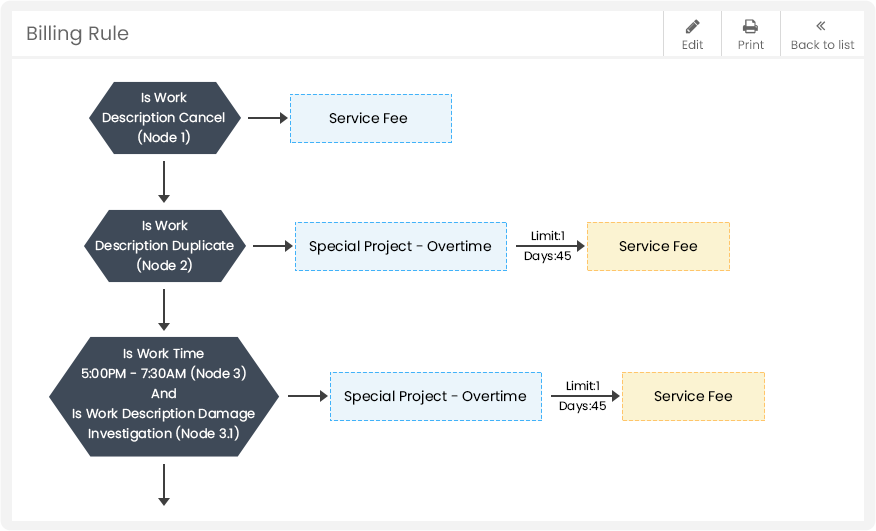 Billing Rule
Edit
Print
Back to list
Is Work
Description Cancel
(Node 1)
Service Fee
Is Work
Description Duplicate
(Node 2)
Special Project - Overtime
Limit:1
Days:45
Service Fee
Is Work Time
5:00PM - 7:30AM (Node 3)
And
Is Work Description Damage
Investigation (Node 3.1)
Special Project - Overtime
Limit:1
Days:45
Service Fee